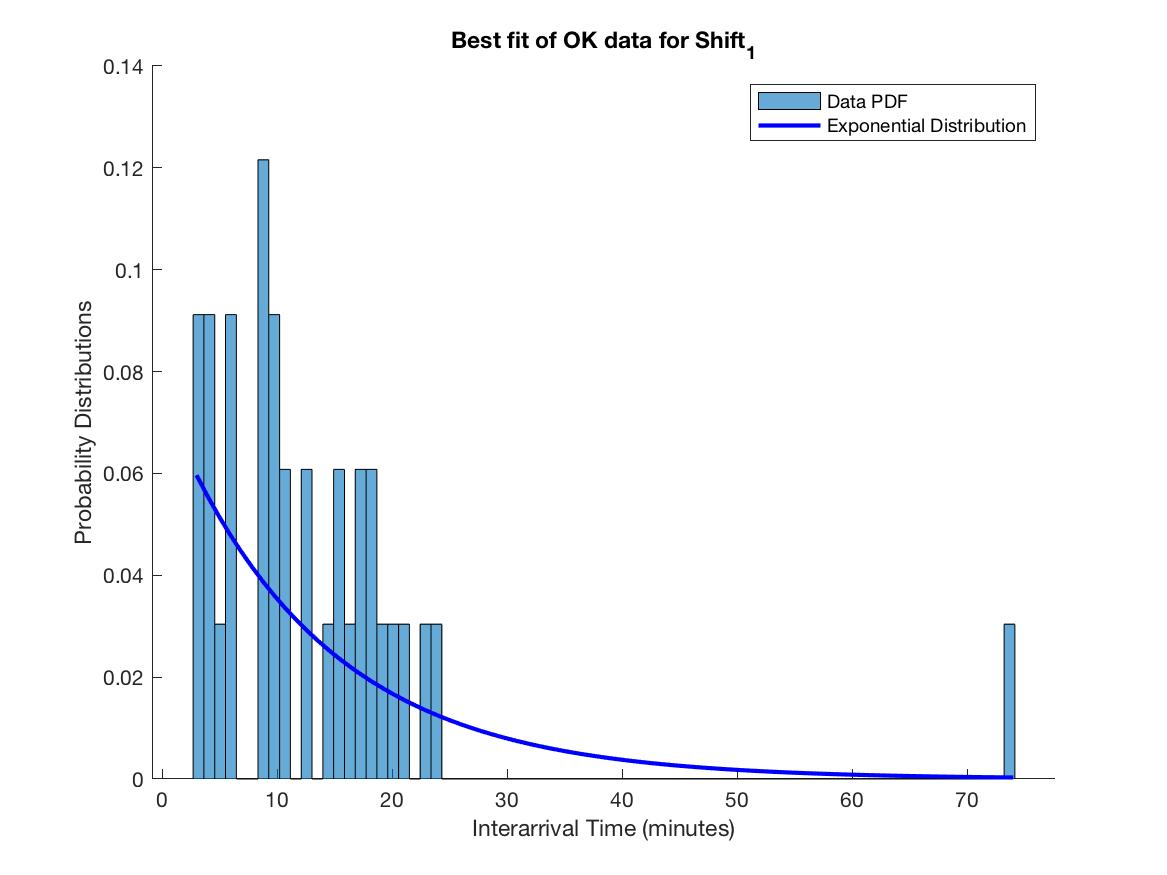 Best fit of OK data for Shift_1
0.14
Data PDF
Exponential Distribution
0.12
0.1
0.08
0.06
0.04
0.02
0
Probability Distributions
0 10 20 30 40 50 60 70
Interarrival Time (minutes)